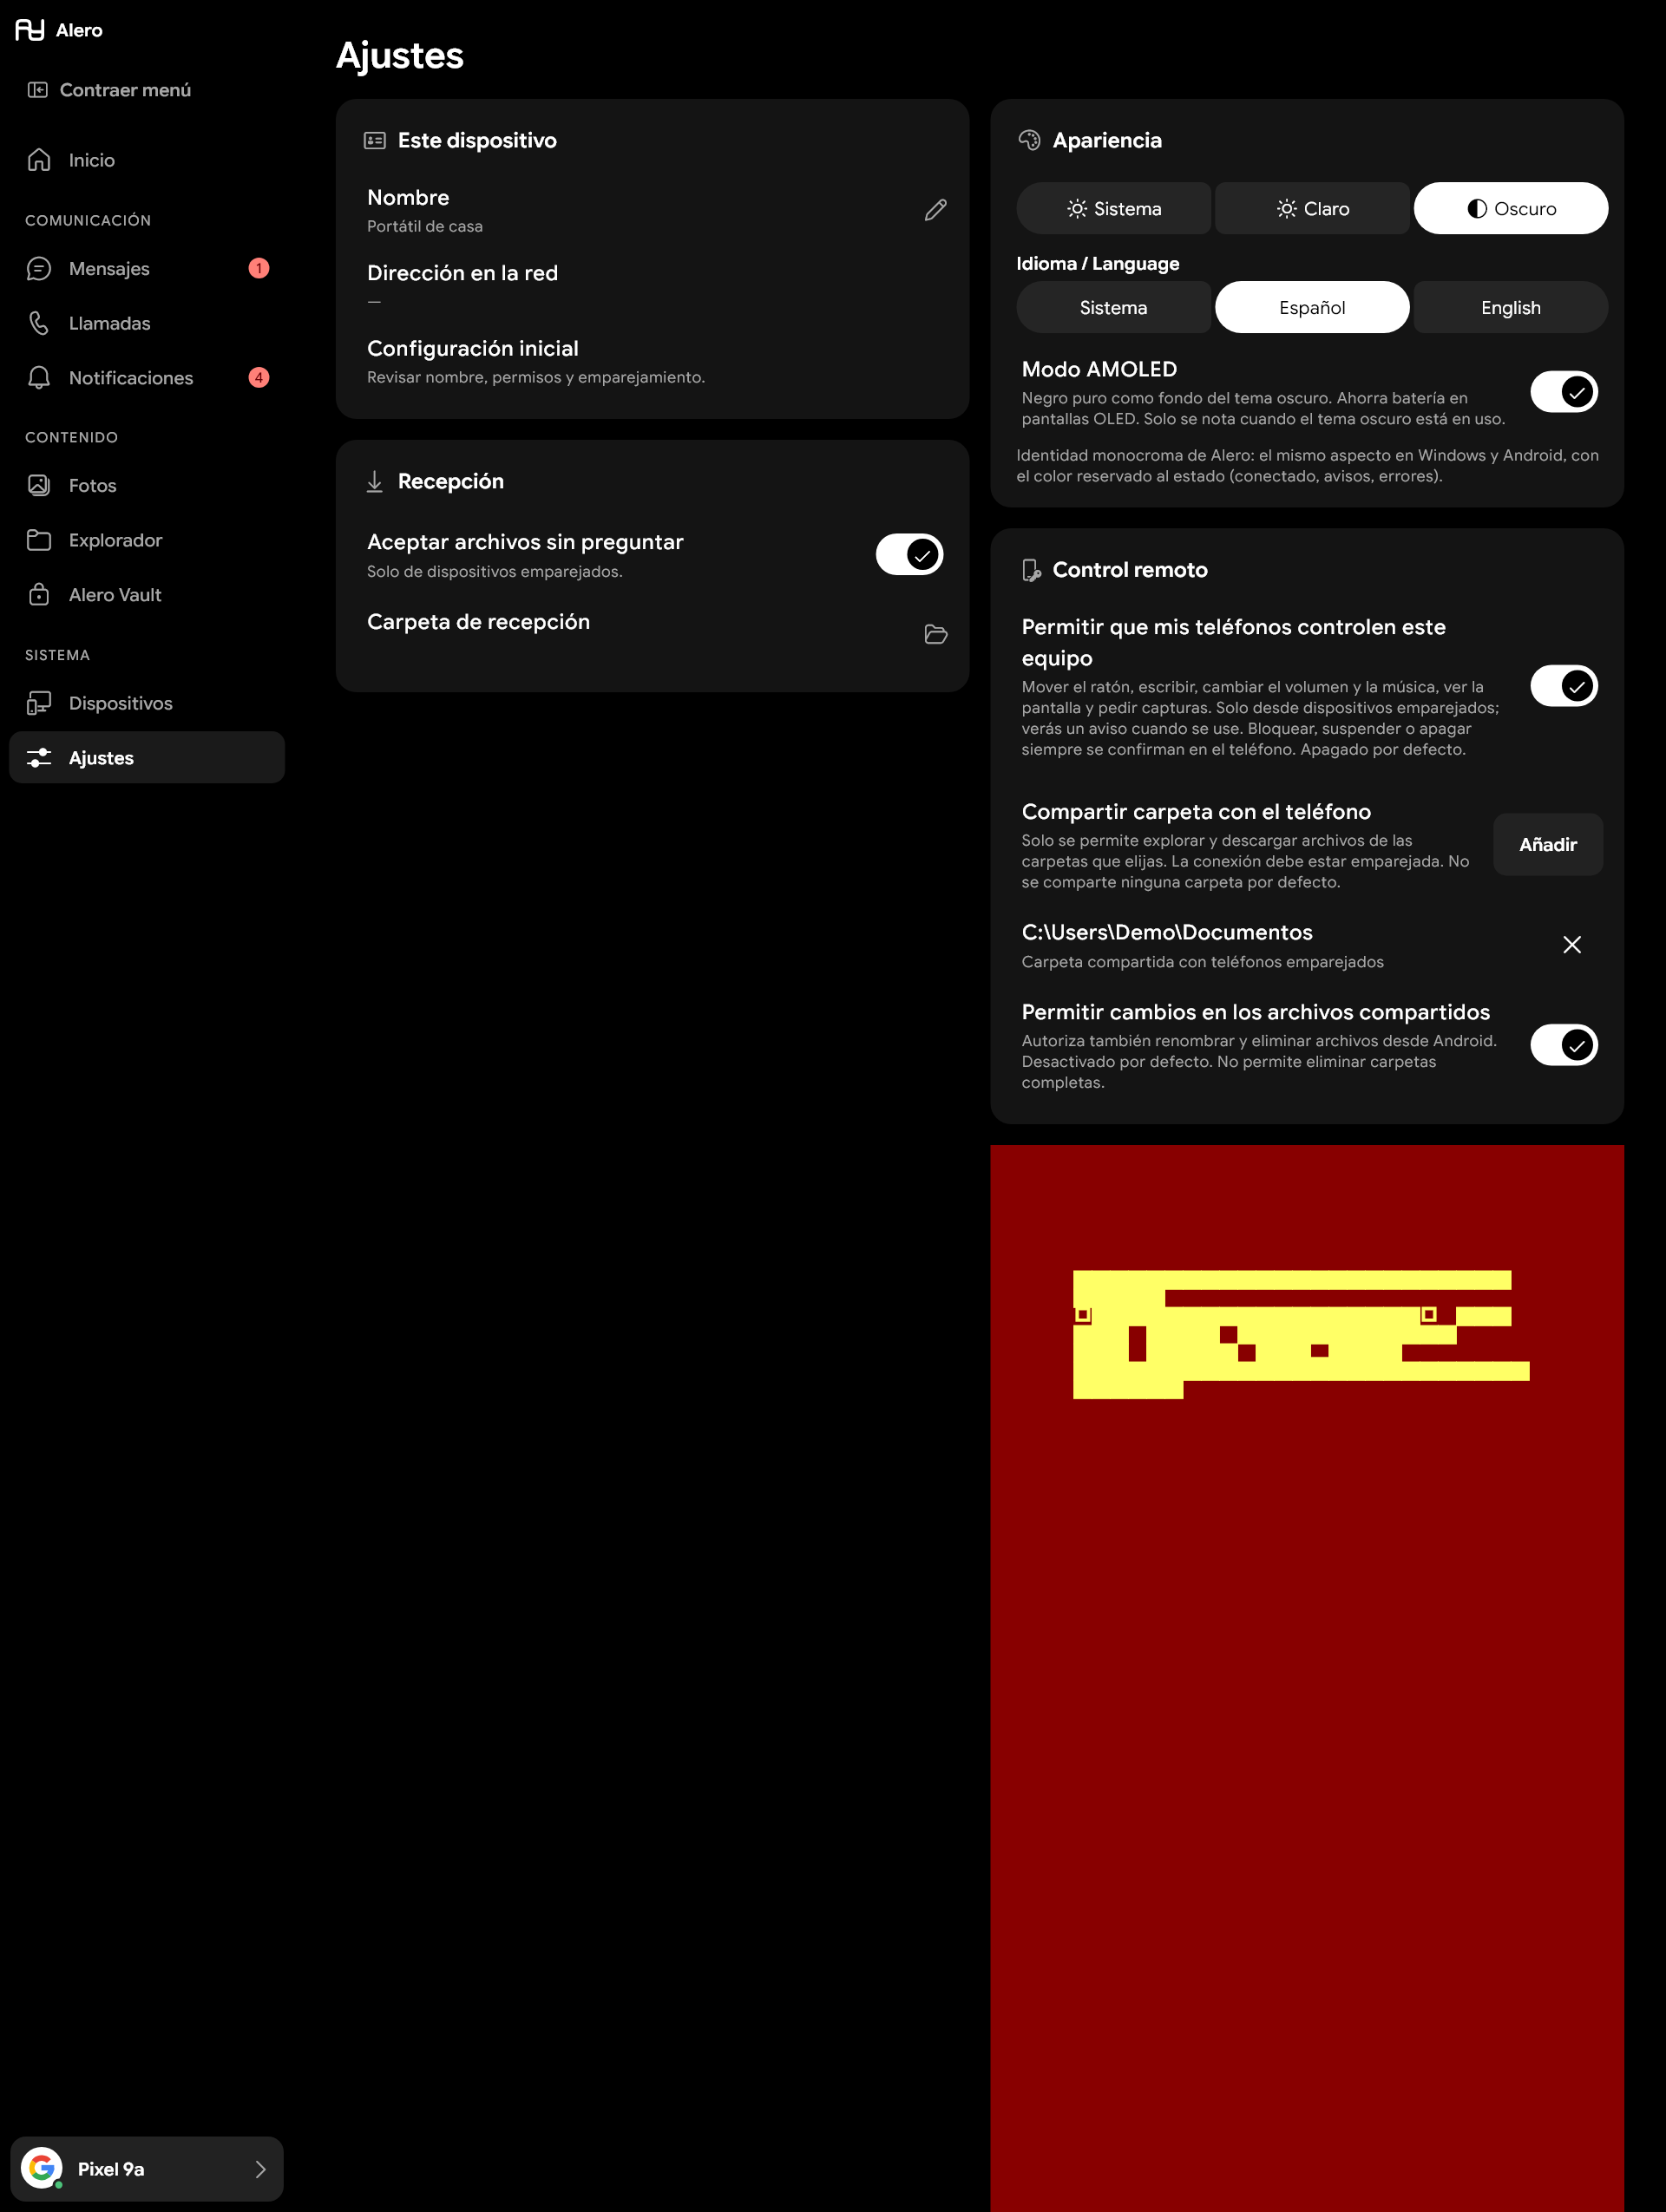 Alero
Contraer menú
Inicio
COMUNICACIÓN
Mensajes
1
Llamadas
Notificaciones
4
CONTENIDO
Fotos
Explorador
Alero Vault
SISTEMA
Dispositivos
Ajustes
Pixel 9a
Ajustes
Este dispositivo
Nombre
Portátil de casa
Dirección en la red
—
Configuración inicial
Revisar nombre, permisos y emparejamiento.
Recepción
Aceptar archivos sin preguntar
Solo de dispositivos emparejados.
Carpeta de recepción
Apariencia
Sistema
Claro
Oscuro
Idioma / Language
Sistema
Español
English
Modo AMOLED
Negro puro como fondo del tema oscuro. Ahorra batería en
pantallas OLED. Solo se nota cuando el tema oscuro está en uso.
Identidad monocroma de Alero: el mismo aspecto en Windows y Android, con
el color reservado al estado (conectado, avisos, errores).
Control remoto
Permitir que mis teléfonos controlen este
equipo
Mover el ratón, escribir, cambiar el volumen y la música, ver la
pantalla y pedir capturas. Solo desde dispositivos emparejados;
verás un aviso cuando se use. Bloquear, suspender o apagar
siempre se confirman en el teléfono. Apagado por defecto.
Compartir carpeta con el teléfono
Solo se permite explorar y descargar archivos de las
carpetas que elijas. La conexión debe estar emparejada. No
se comparte ninguna carpeta por defecto.
Añadir
C:\Users\Demo\Documentos
Carpeta compartida con teléfonos emparejados
Permitir cambios en los archivos compartidos
Autoriza también renombrar y eliminar archivos desde Android.
Desactivado por defecto. No permite eliminar carpetas
completas.